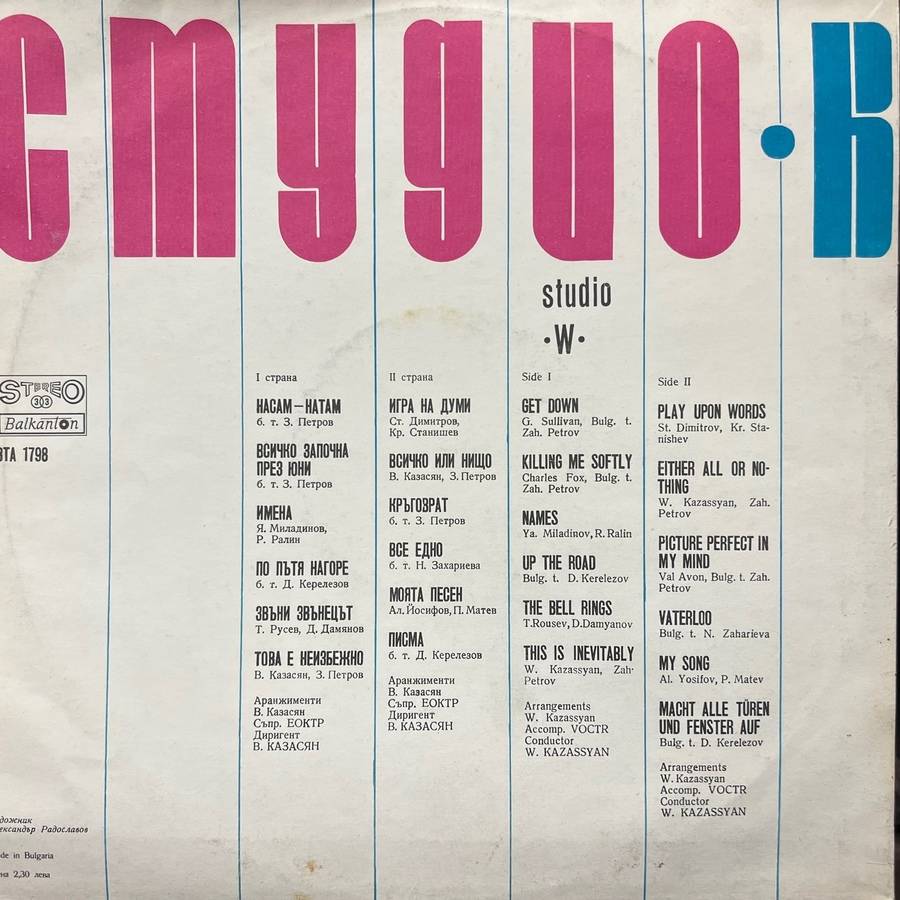 студио·в
studio
·W·
STEREO
33
Balkanton
ВТА 1798
I страна
НАСАМ—НАТАМ
б. т. З. Петров
ВСИЧКО ЗАПОЧНА
ПРЕЗ ЮНИ
б. т. З. Петров
ИМЕНА
Я. Миладинов,
Р. Ралин
ПО ПЪТЯ НАГОРЕ
б. т. Д. Керелезов
ЗВЪНИ ЗВЪНЕЦЪТ
Т. Русев, Д. Дамянов
ТОВА Е НЕИЗБЕЖНО
В. Казасян, З. Петров
Аранжименти
В. Казасян
Съпр. ЕОКТР
Диригент
В. КАЗАСЯН
II страна
ИГРА НА ДУМИ
Ст. Димитров,
Кр. Станишев
ВСИЧКО ИЛИ НИЩО
В. Казасян, З. Петров
КРЪГОВРАТ
б. т. З. Петров
ВСЕ ЕДНО
б. т. Н. Захариева
МОЯТА ПЕСЕН
Ал. Йосифов, П. Матев
ПИСМА
б. т. Д. Керелезов
Аранжименти
В. Казасян
Съпр. ЕОКТР
Диригент
В. КАЗАСЯН
Side I
GET DOWN
G. Sullivan, Bulg. t.
Zah. Petrov
KILLING ME SOFTLY
Charles Fox, Bulg. t.
Zah. Petrov
NAMES
Ya. Miladinov, R. Ralin
UP THE ROAD
Bulg. t. D. Kerelezov
THE BELL RINGS
T. Rousev, D. Damyanov
THIS IS INEVITABLY
W. Kazassyan, Zah·
Petrov
Arrangements
W. Kazassyan
Accomp. VOCTR
Conductor
W. KAZASSYAN
Side II
PLAY UPON WORDS
St. Dimitrov, Kr. Sta-
nishev
EITHER ALL OR NO-
THING
W. Kazassyan, Zah.
Petrov
PICTURE PERFECT IN
MY MIND
Val Avon, Bulg. t. Zah.
Petrov
VATERLOO
Bulg. t. N. Zaharieva
MY SONG
Al. Yosifov, P. Matev
MACHT ALLE TÜREN
UND FENSTER AUF
Bulg. t. D. Kerelezov
Arrangements
W. Kazassyan
Accomp. VOCTR
Conductor
W. KAZASSYAN
дожник
ександър Радославов
de in Bulgaria
на 2,30 лева